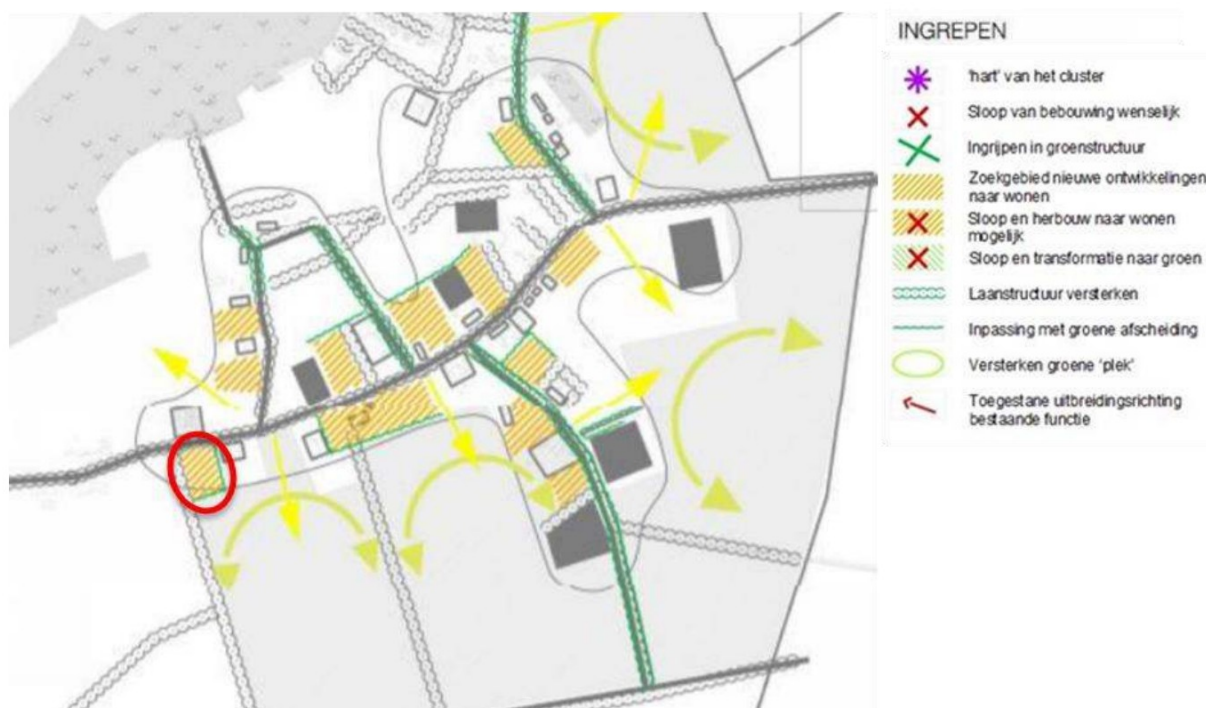 INGREPEN
'hart' van het cluster
Sloop van bebouwing wenselijk
Ingrijpen in groenstructuur
Zoekgebied nieuwe ontwikkelingen
naar wonen
Sloop en herbouw naar wonen
mogelijk
Sloop en transformatie naar groen
Laanstructuur versterken
Inpassing met groene afscheiding
Versterken groene 'plek'
Toegestane uitbreidingsrichting
bestaande functie